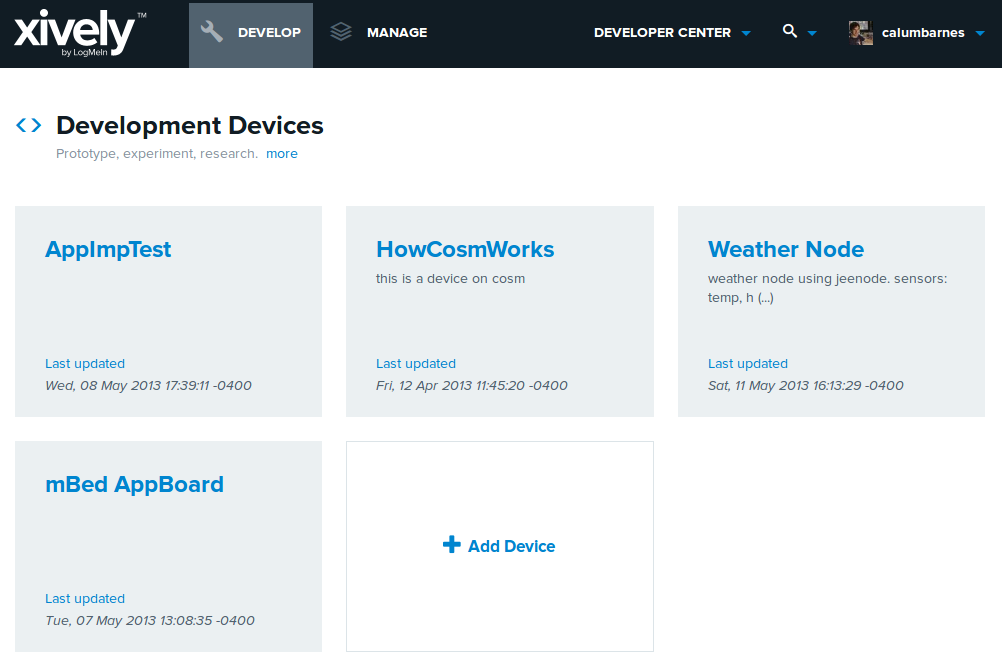 xively™
by LogMeIn
DEVELOP
MANAGE
DEVELOPER CENTER
calumbarnes
Development Devices
Prototype, experiment, research. more
AppImpTest
Last updated
Wed, 08 May 2013 17:39:11 -0400
HowCosmWorks
this is a device on cosm
Last updated
Fri, 12 Apr 2013 11:45:20 -0400
Weather Node
weather node using jeenode. sensors:
temp, h (...)
Last updated
Sat, 11 May 2013 16:13:29 -0400
mBed AppBoard
Last updated
Tue, 07 May 2013 13:08:35 -0400
Add Device